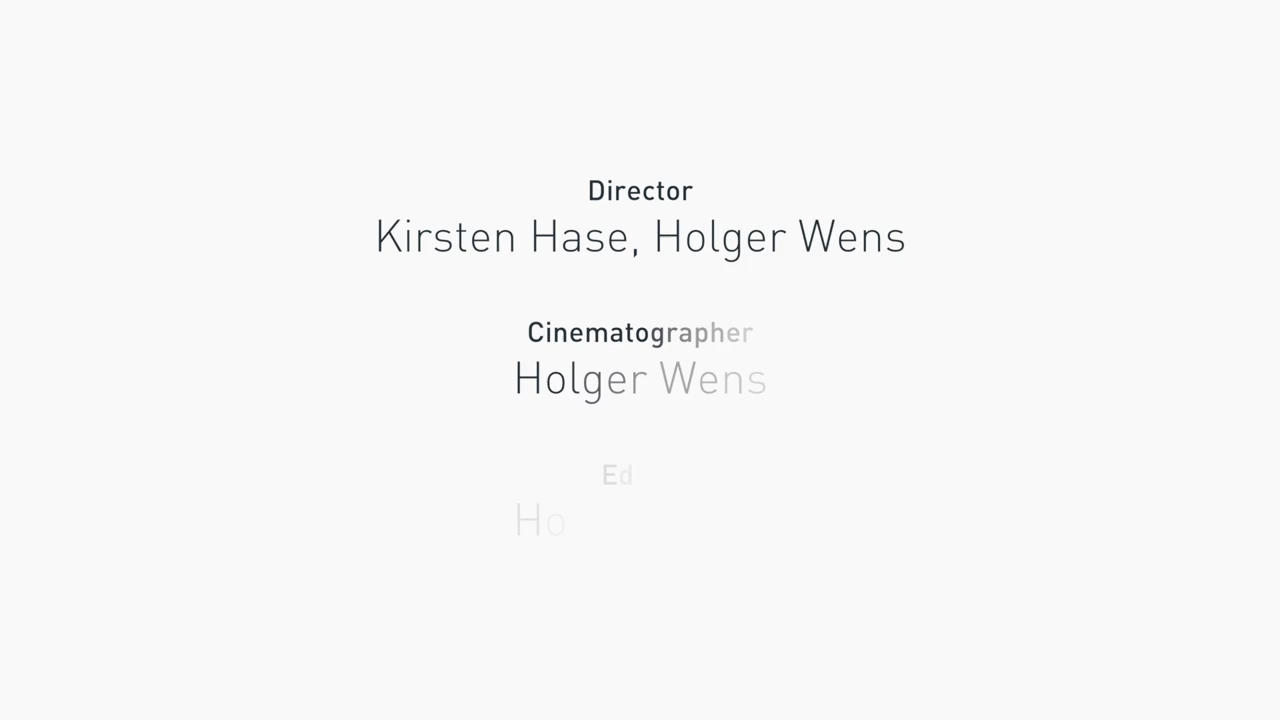 Director
Kirsten Hase, Holger Wens
Cinematographer
Holger Wens
Ed
Ho